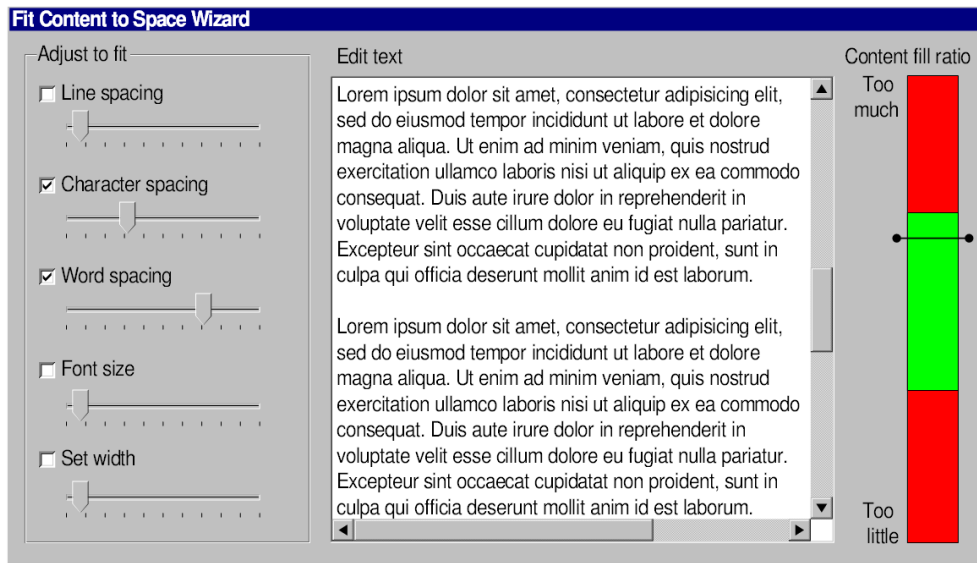 Fit Content to Space Wizard
Adjust to fit
Line spacing
Character spacing
Word spacing
Font size
Set width
Edit text
Lorem ipsum dolor sit amet, consectetur adipisicing elit,
sed do eiusmod tempor incididunt ut labore et dolore
magna aliqua. Ut enim ad minim veniam, quis nostrud
exercitation ullamco laboris nisi ut aliquip ex ea commodo
consequat. Duis aute irure dolor in reprehenderit in
voluptate velit esse cillum dolore eu fugiat nulla pariatur.
Excepteur sint occaecat cupidatat non proident, sunt in
culpa qui officia deserunt mollit anim id est laborum.

Lorem ipsum dolor sit amet, consectetur adipisicing elit,
sed do eiusmod tempor incididunt ut labore et dolore
magna aliqua. Ut enim ad minim veniam, quis nostrud
exercitation ullamco laboris nisi ut aliquip ex ea commodo
consequat. Duis aute irure dolor in reprehenderit in
voluptate velit esse cillum dolore eu fugiat nulla pariatur.
Excepteur sint occaecat cupidatat non proident, sunt in
culpa qui officia deserunt mollit anim id est laborum.
Content fill ratio
Too
much
Too
little